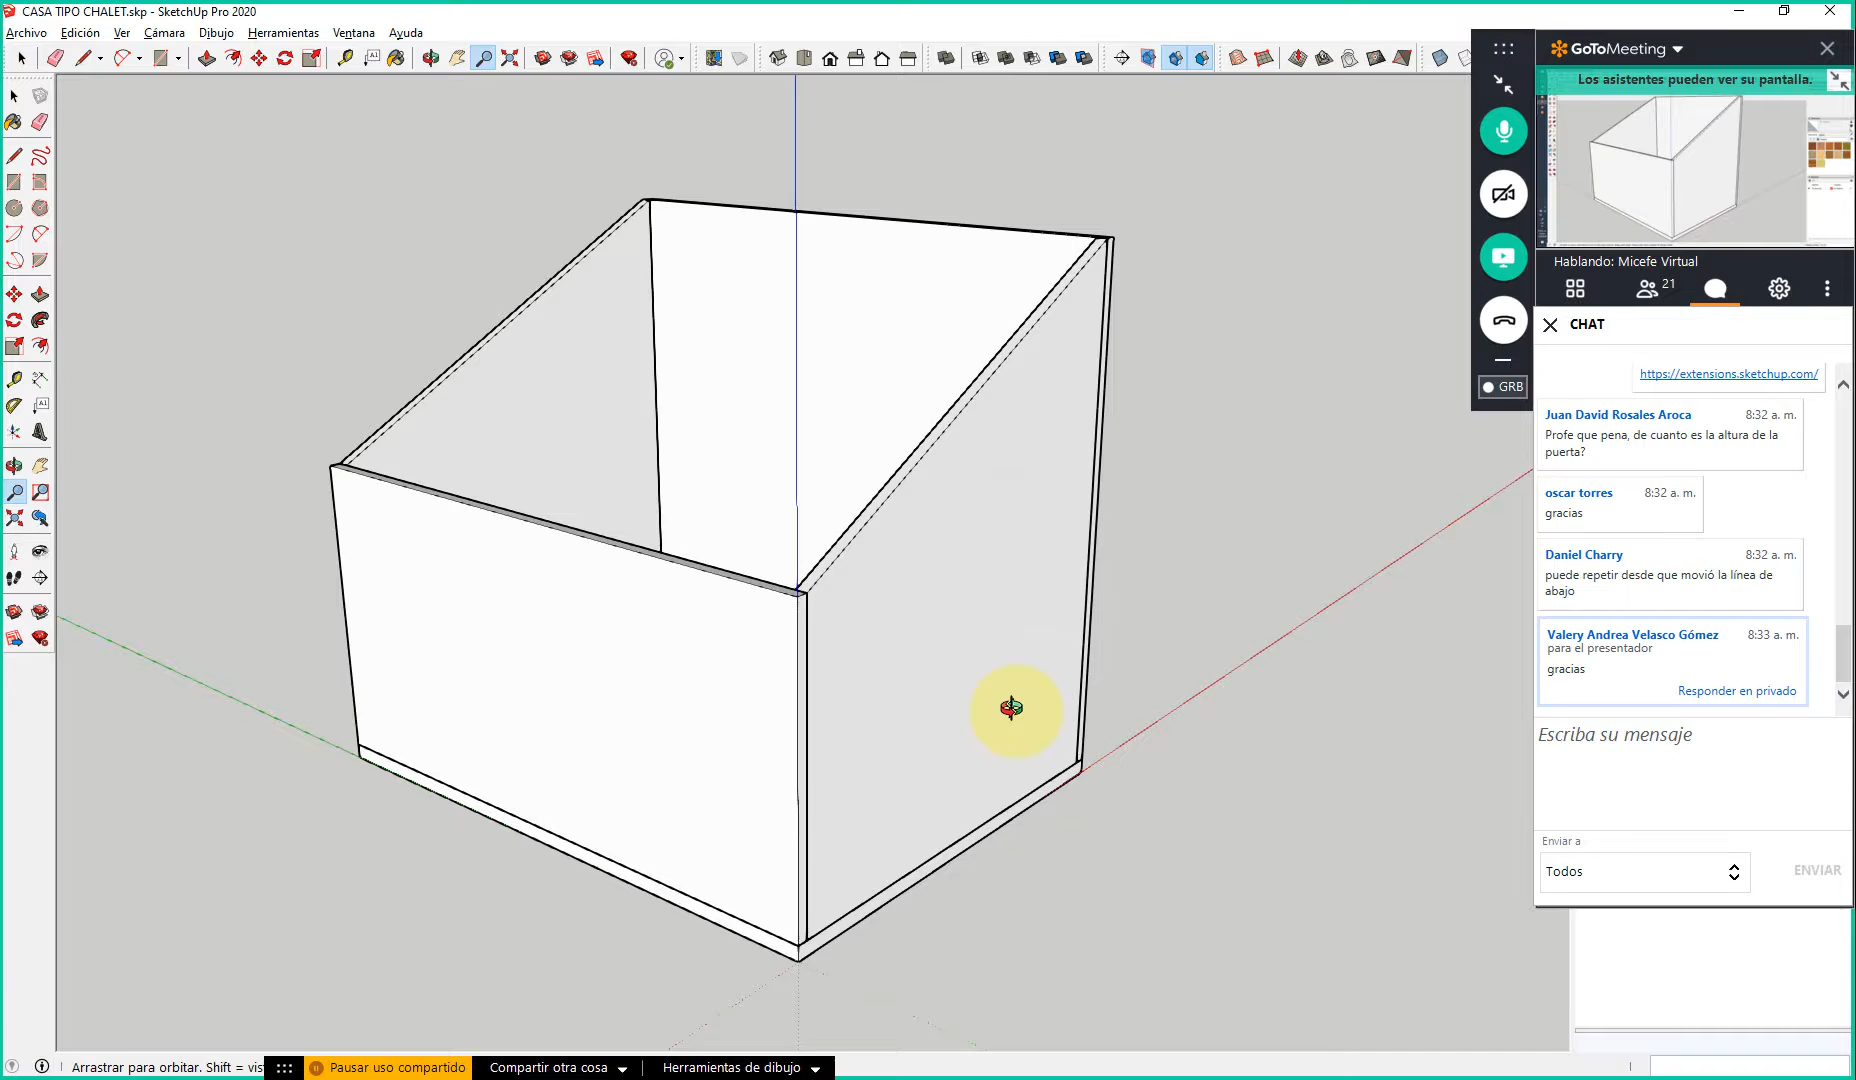 CASA TIPO CHALET.skp - SketchUp Pro 2020
Archivo Edición Ver Cámara Dibujo Herramientas Ventana Ayuda
GoToMeeting
Los asistentes pueden ver su pantalla.
Hablando: Micefe Virtual
21
CHAT
https://extensions.sketchup.com/
Juan David Rosales Aroca 8:32 a. m.
Profe que pena, de cuanto es la altura de la
puerta?
oscar torres 8:32 a. m.
gracias
Daniel Charry 8:32 a. m.
puede repetir desde que movió la línea de
abajo
Valery Andrea Velasco Gómez 8:33 a. m.
para el presentador
gracias
Responder en privado
Escriba su mensaje
Enviar a
Todos
ENVIAR
GRB
Arrastrar para orbitar. Shift = vis
Pausar uso compartido
Compartir otra cosa
Herramientas de dibujo